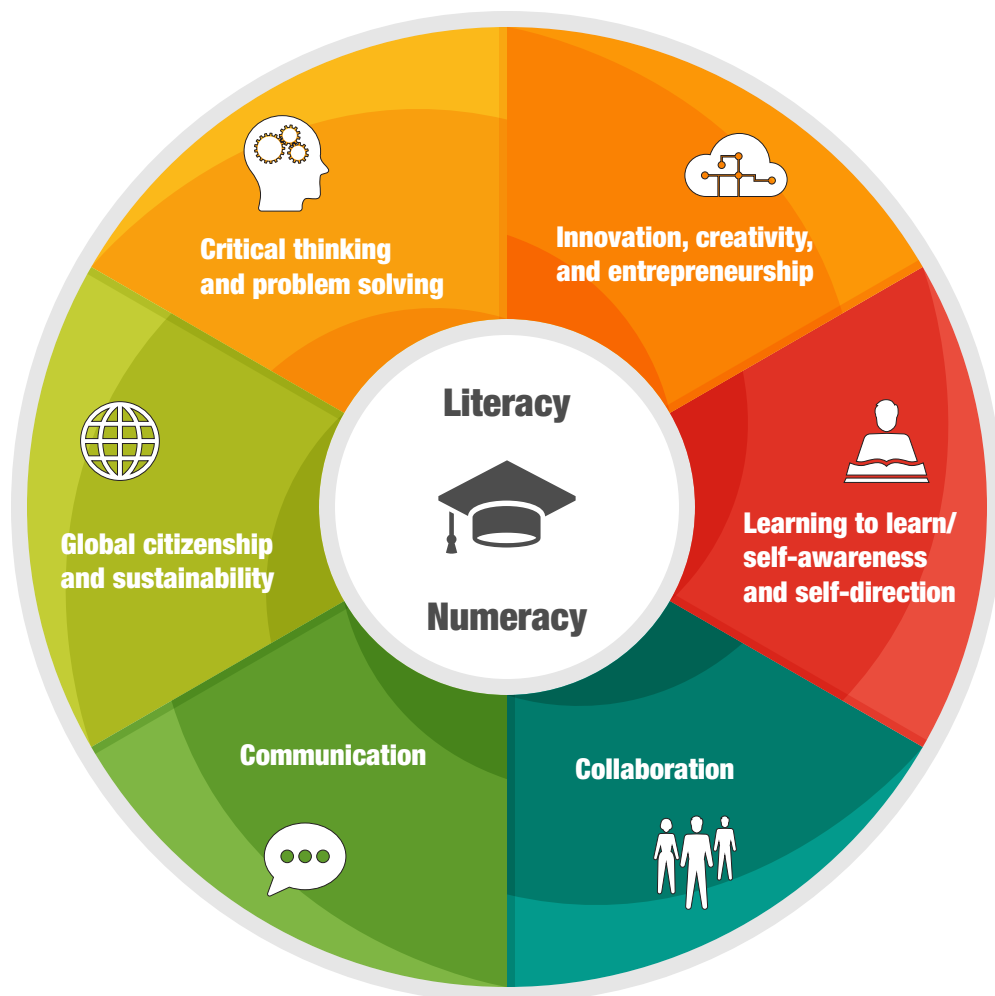 Critical thinking
and problem solving
Innovation, creativity,
and entrepreneurship
Learning to learn/
self-awareness
and self-direction
Collaboration
Communication
Global citizenship
and sustainability
Literacy
Numeracy